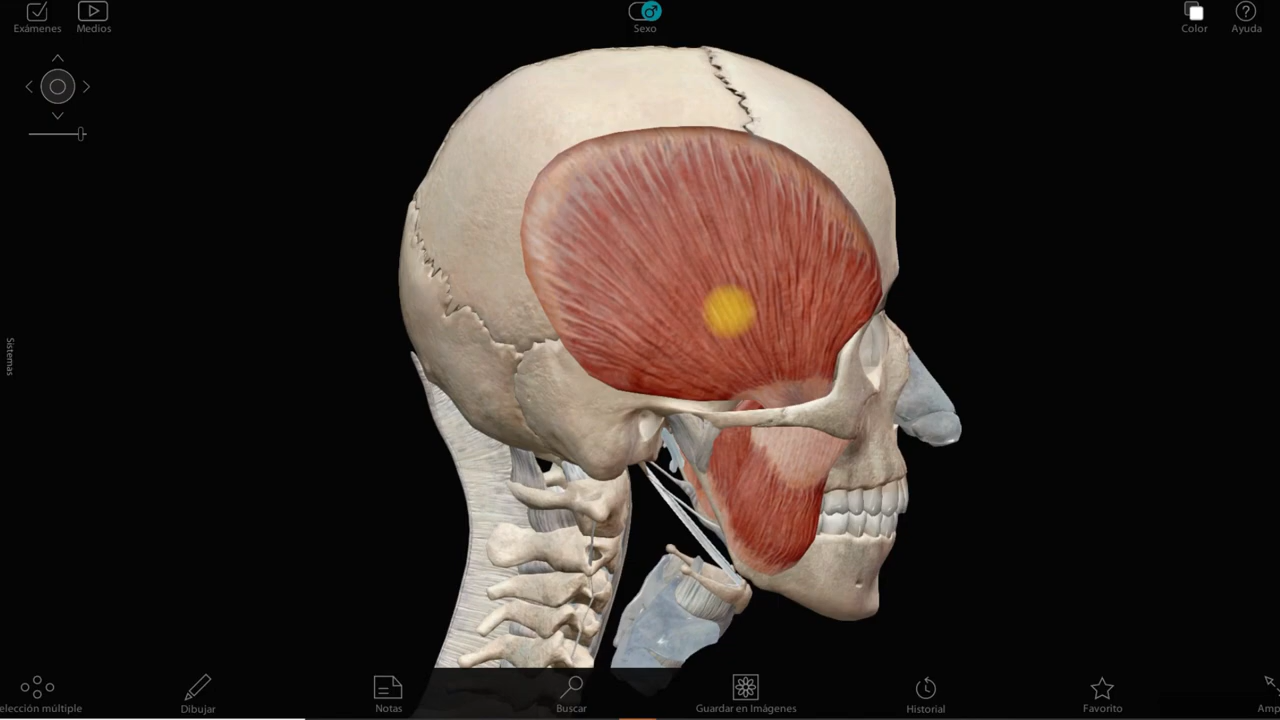 Exámenes
Medios
Sexo
Color
Ayuda
Sistemas
elección múltiple
Dibujar
Notas
Buscar
Guardar en Imágenes
Historial
Favorito
Amp